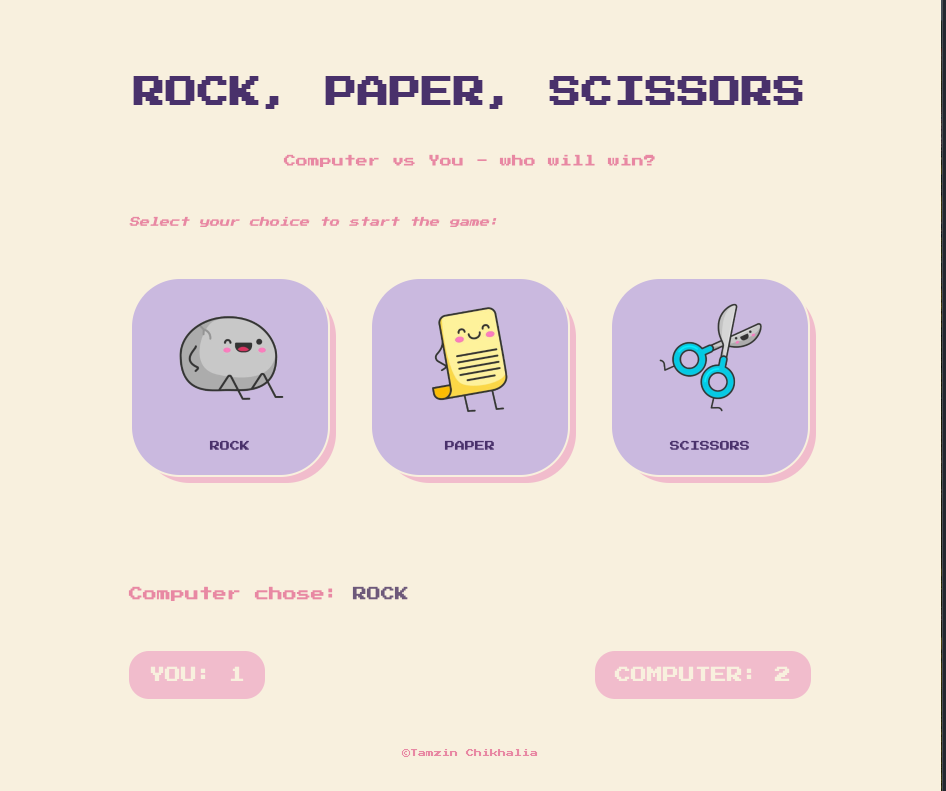 ROCK, PAPER, SCISSORS
Computer vs You - who will win?
Select your choice to start the game:
ROCK
PAPER
SCISSORS
Computer chose: ROCK
YOU: 1
COMPUTER: 2
©Tamzin Chikhalia